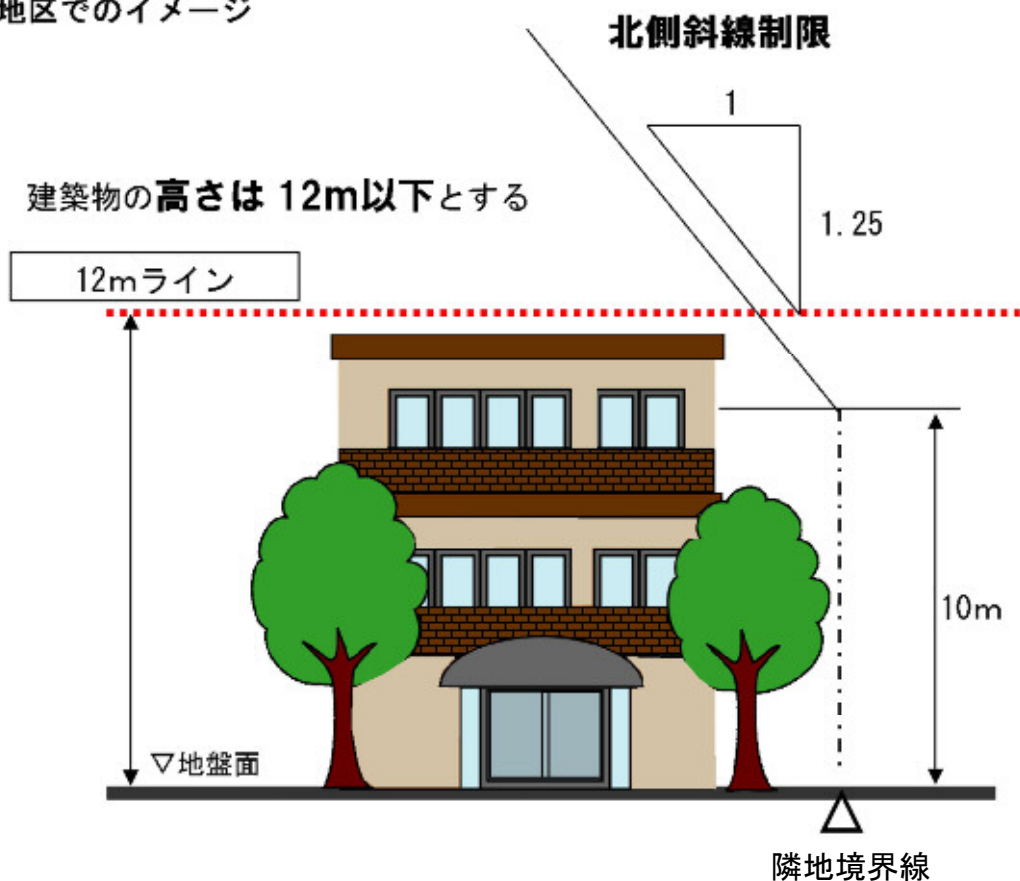 地区でのイメージ
北側斜線制限
1
1.25
建築物の高さは 12m以下とする
12mライン
10m
▽地盤面
隣地境界線